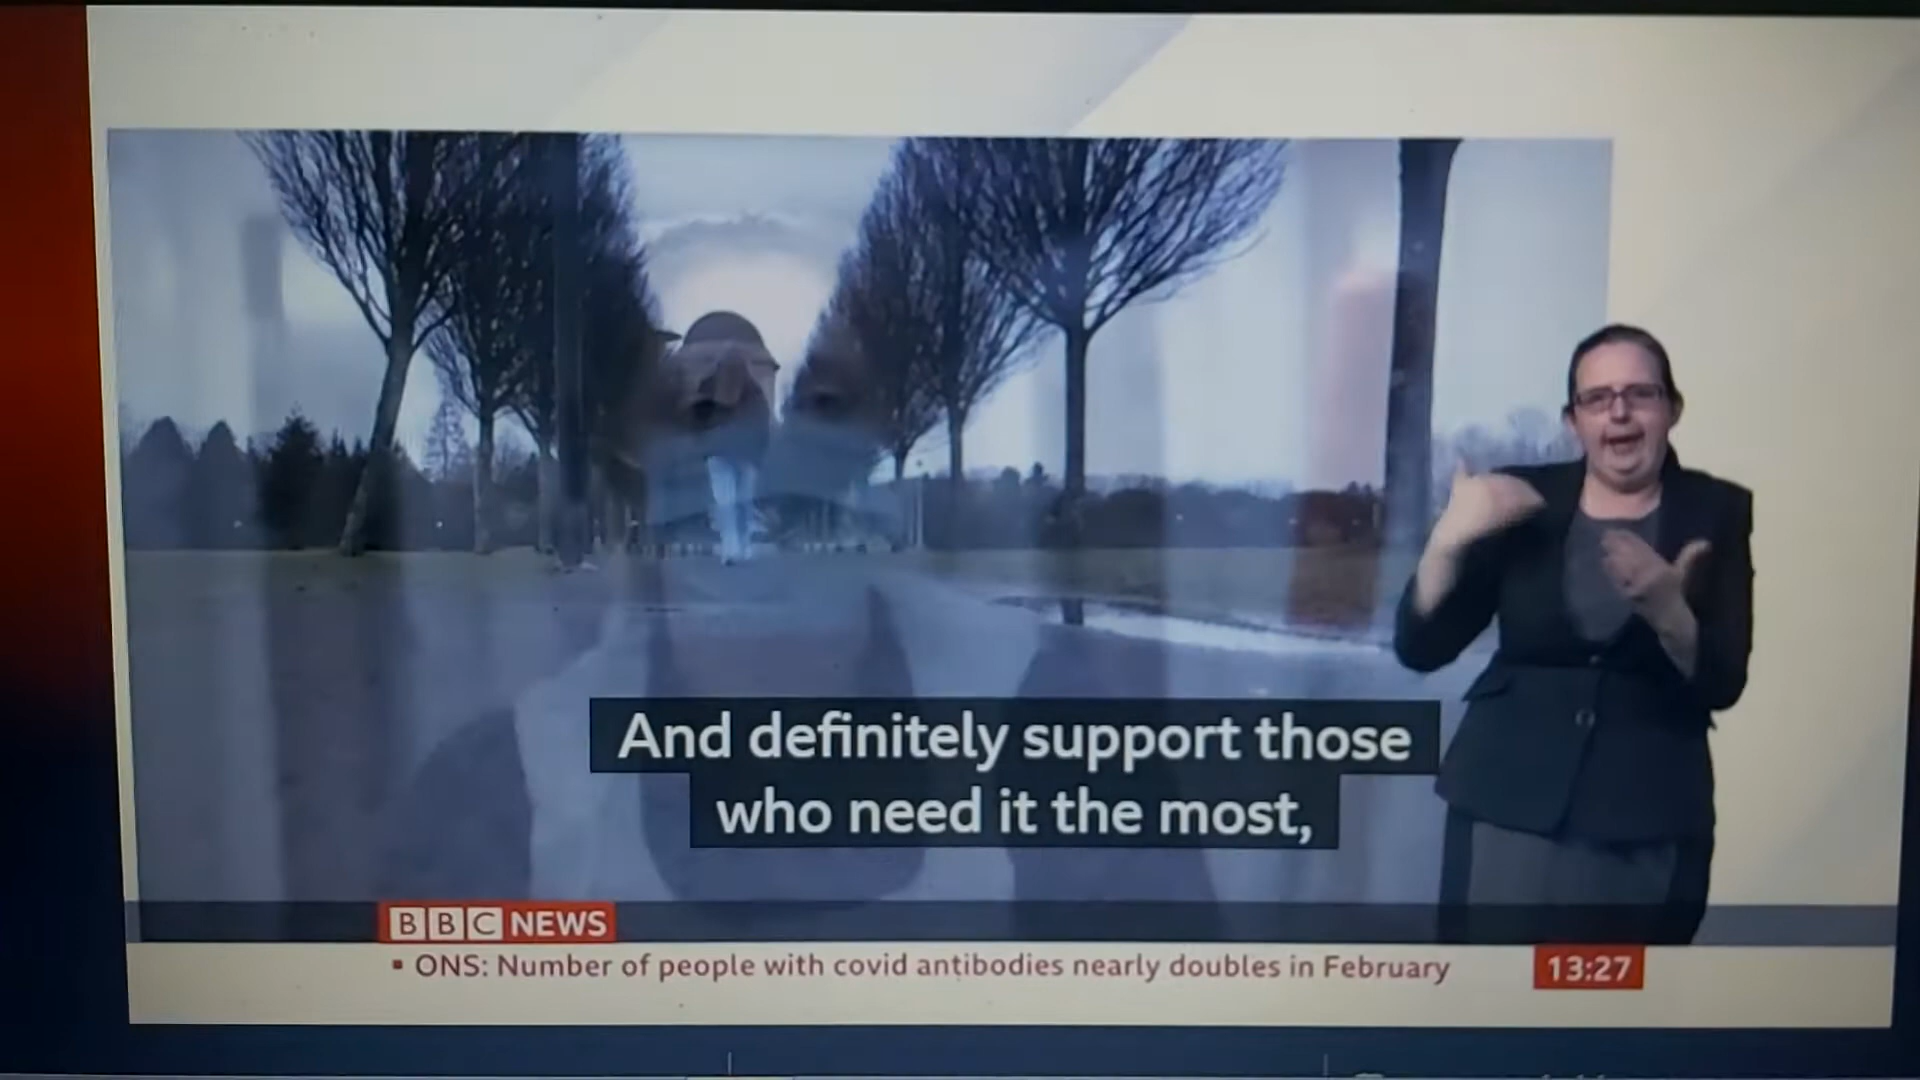 And definitely support those
who need it the most,
BBC NEWS
▪ ONS: Number of people with covid antibodies nearly doubles in February
13:27